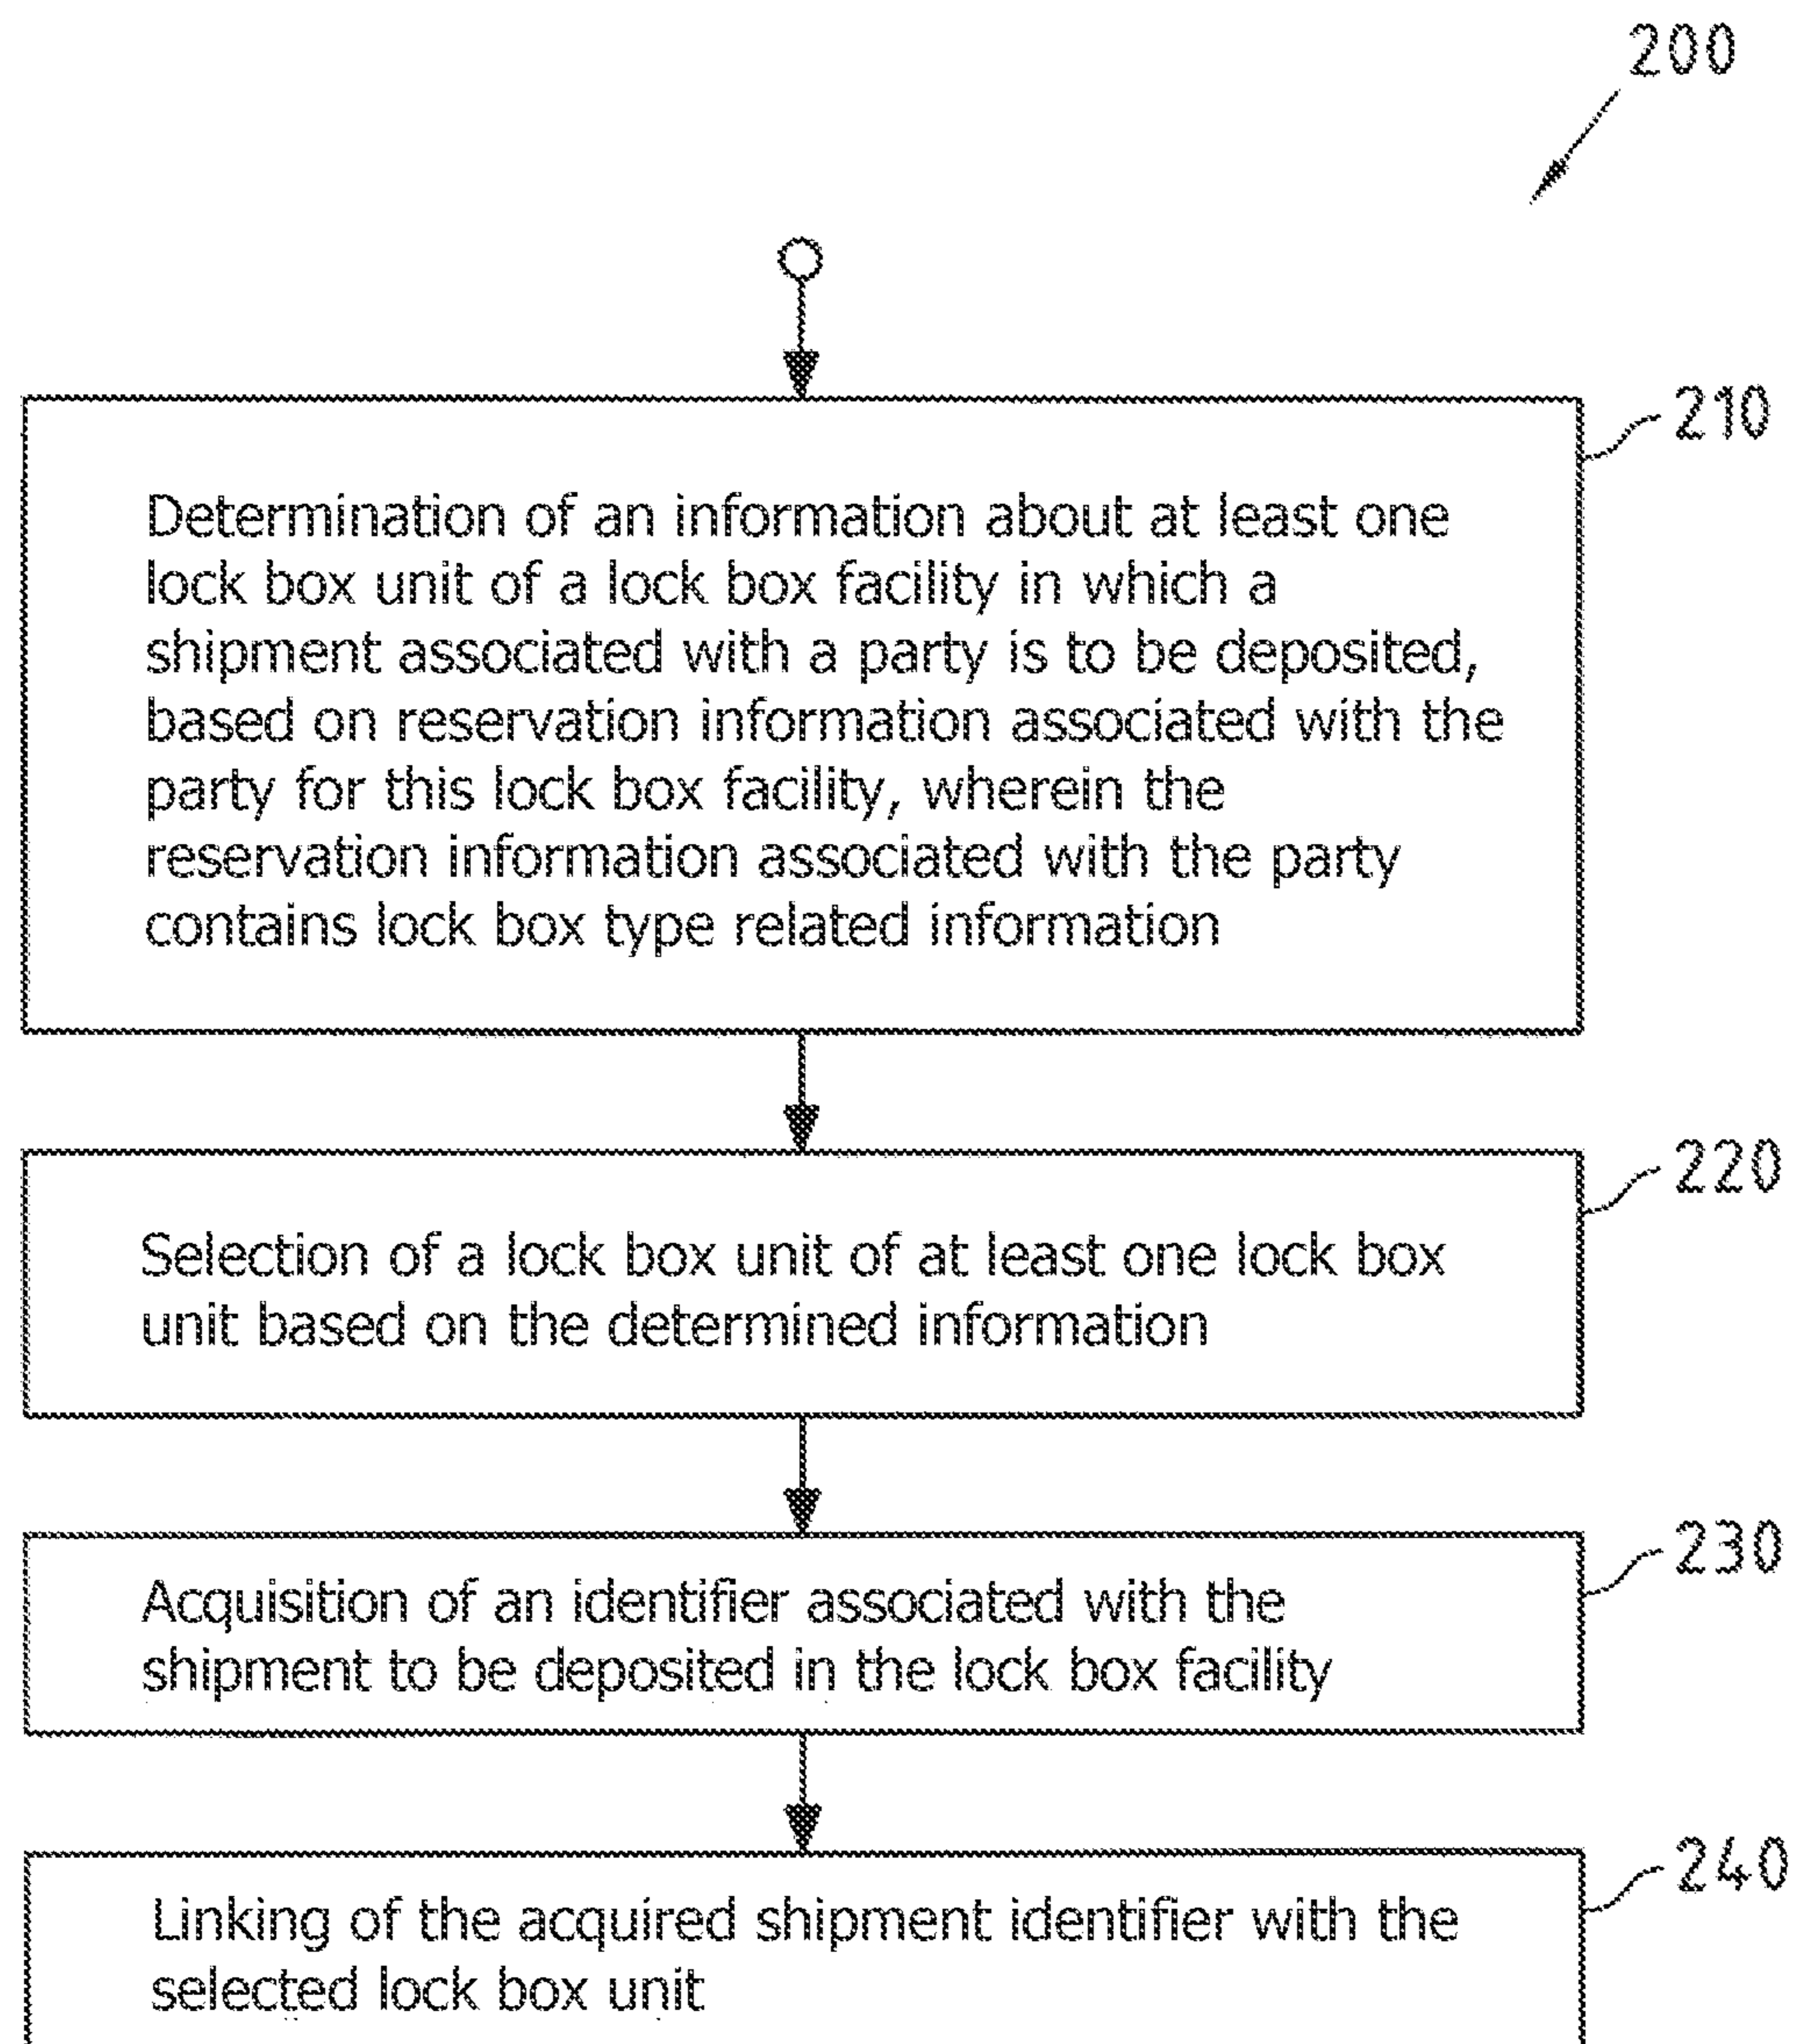 200
210
Determination of an information about at least one
lock box unit of a lock box facility in which a
shipment associated with a party is to be deposited,
based on reservation information associated with the
party for this lock box facility, wherein the
reservation information associated with the party
contains lock box type related information
220
Selection of a lock box unit of at least one lock box
unit based on the determined information
230
Acquisition of an identifier associated with the
shipment to be deposited in the lock box facility
240
Linking of the acquired shipment identifier with the
selected lock box unit